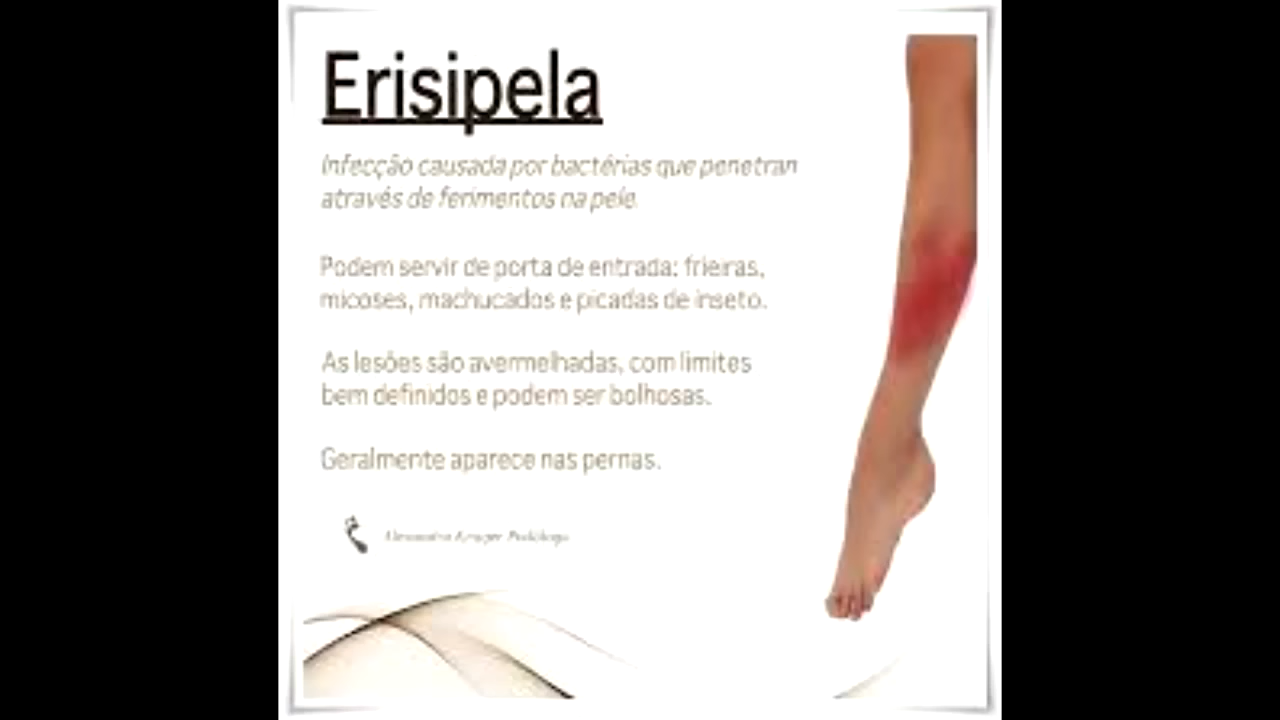 Erisipela
Infecção causada por bactérias que penetran
através de ferimentos na pele.
Podem servir de porta de entrada: frieiras,
micoses, machucados e picadas de inseto.
As lesões são avermelhadas, com limites
bem definidos e podem ser bolhosas.
Geralmente aparece nas pernas.